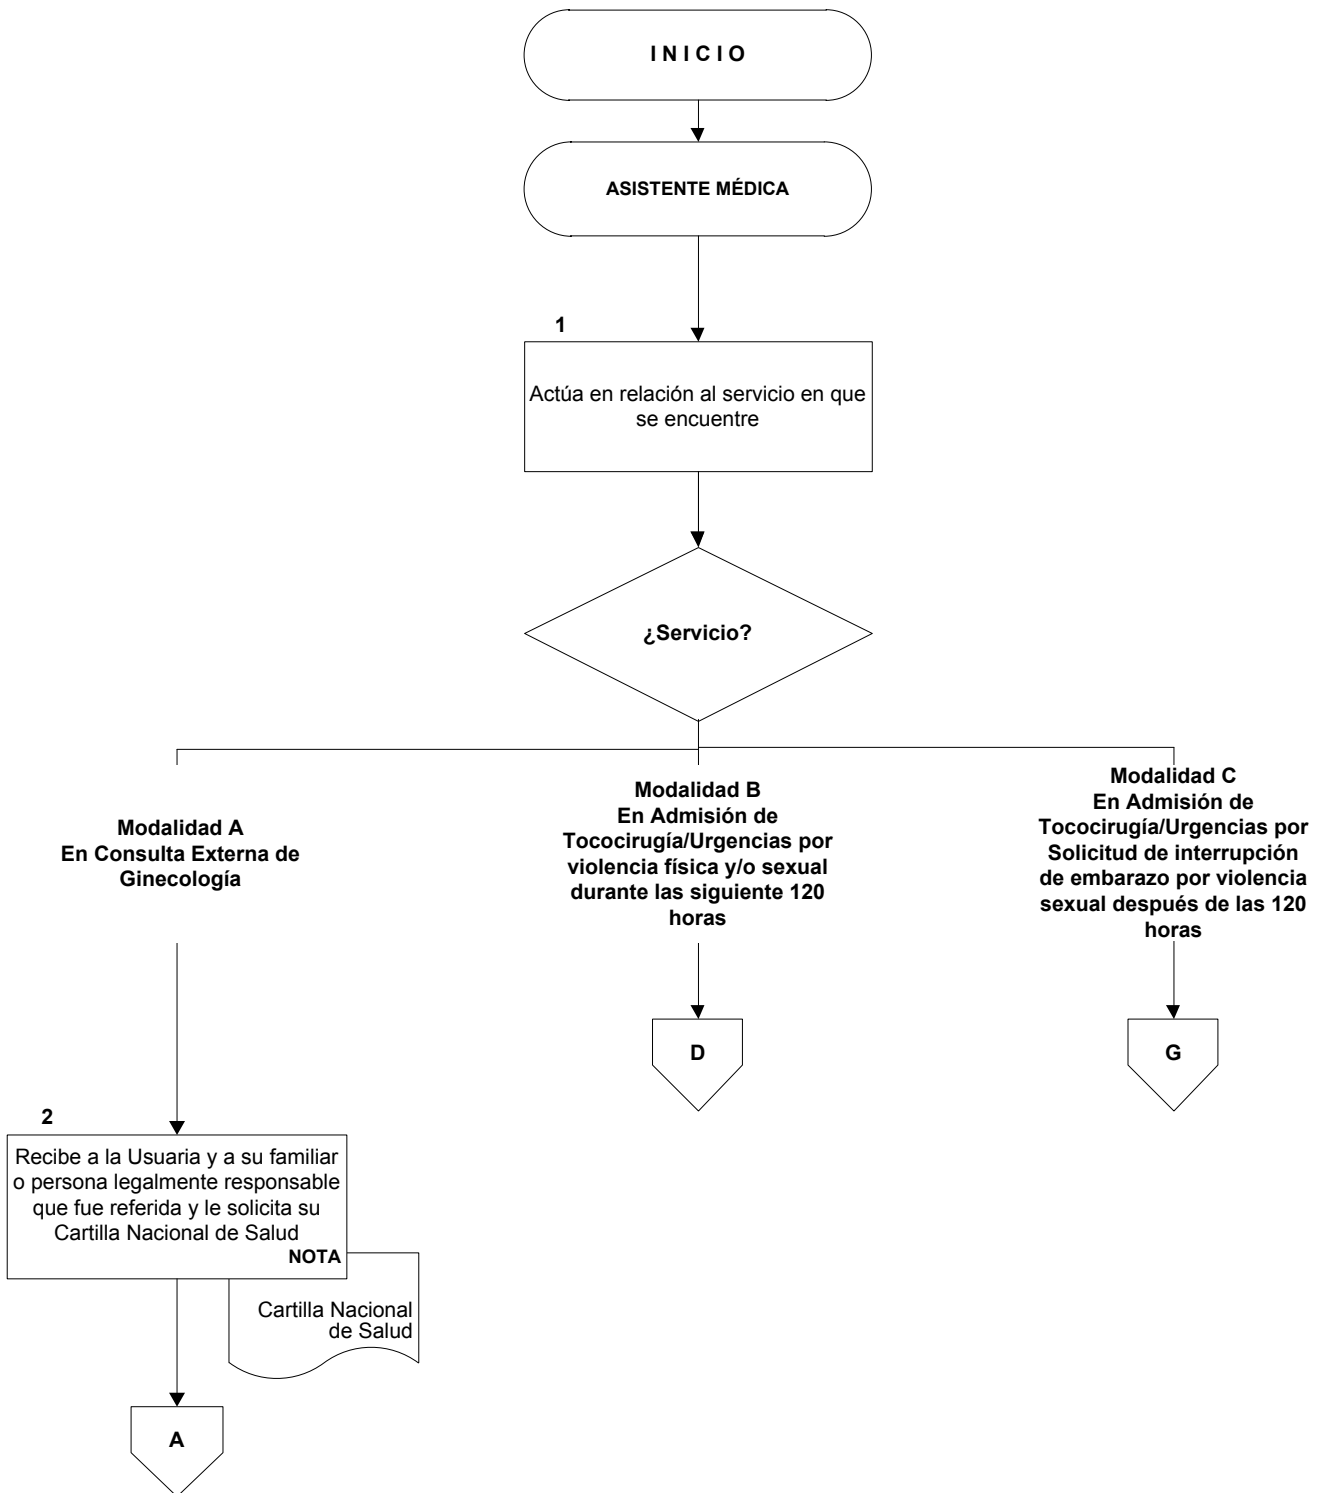 I N I C I O
ASISTENTE MÉDICA
1
Actúa en relación al servicio en que
se encuentre
¿Servicio?
Modalidad A
En Consulta Externa de
Ginecología
Modalidad B
En Admisión de
Tococirugía/Urgencias por
violencia física y/o sexual
durante las siguiente 120
horas
Modalidad C
En Admisión de
Tococirugía/Urgencias por
Solicitud de interrupción
de embarazo por violencia
sexual después de las 120
horas
D
G
2
Recibe a la Usuaria y a su familiar
o persona legalmente responsable
que fue referida y le solicita su
Cartilla Nacional de Salud
NOTA
Cartilla Nacional
de Salud
A